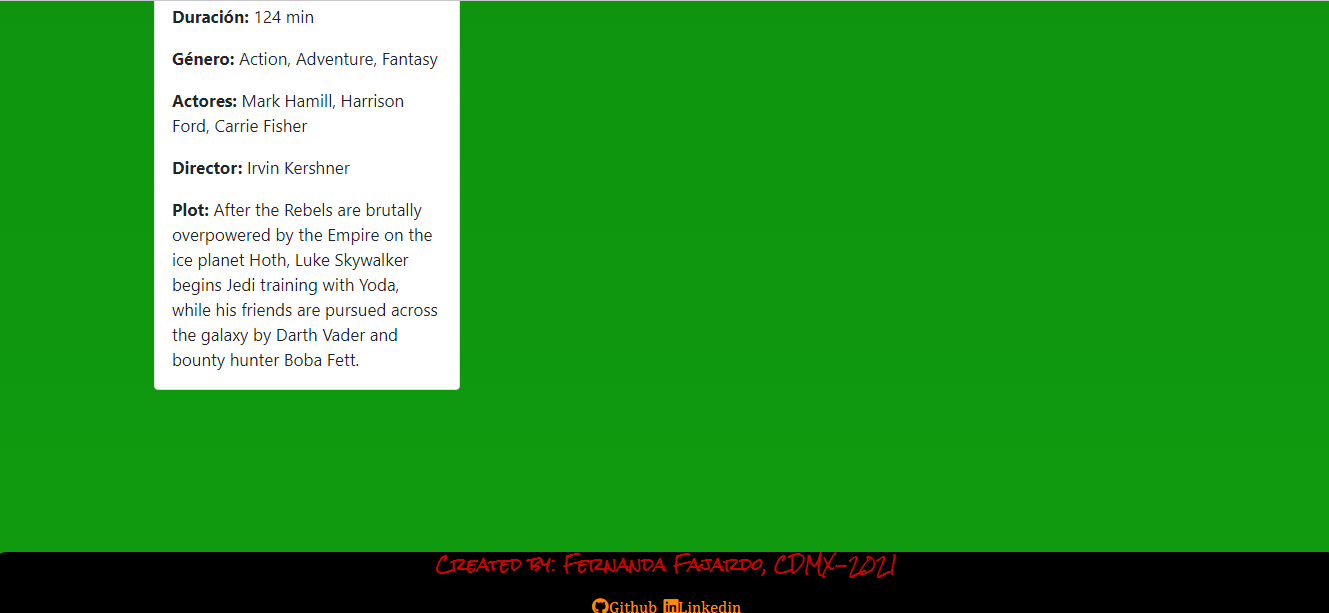 Duración: 124 min
Género: Action, Adventure, Fantasy
Actores: Mark Hamill, Harrison
Ford, Carrie Fisher
Director: Irvin Kershner
Plot: After the Rebels are brutally
overpowered by the Empire on the
ice planet Hoth, Luke Skywalker
begins Jedi training with Yoda,
while his friends are pursued across
the galaxy by Darth Vader and
bounty hunter Boba Fett.
Created by: Fernanda Fajardo, CDMX-2021
Github Linkedin